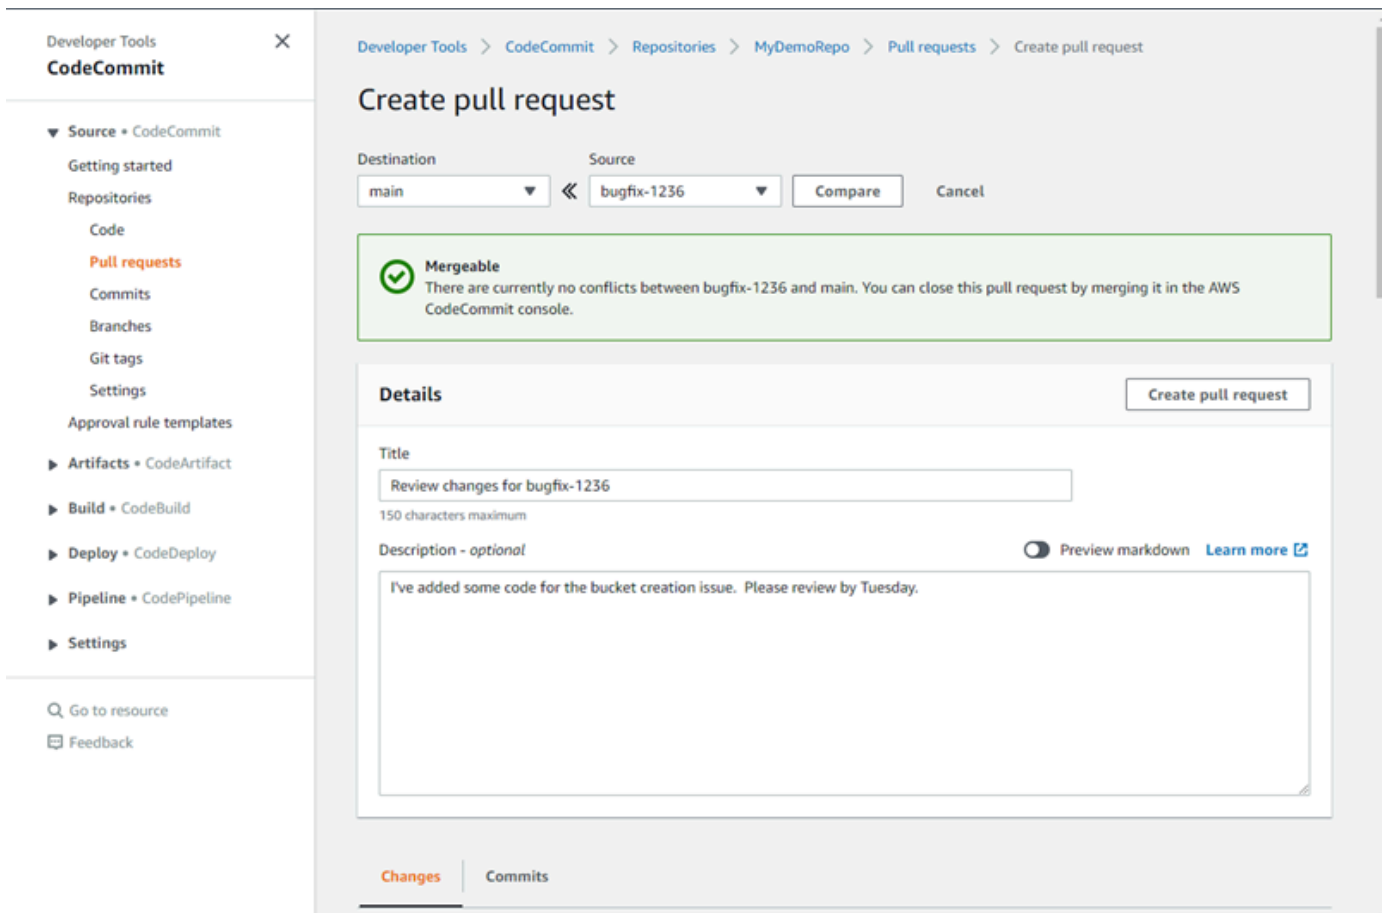 Developer Tools
CodeCommit
Source • CodeCommit
Getting started
Repositories
Code
Pull requests
Commits
Branches
Git tags
Settings
Approval rule templates
Artifacts • CodeArtifact
Build • CodeBuild
Deploy • CodeDeploy
Pipeline • CodePipeline
Settings
Go to resource
Feedback
Developer Tools > CodeCommit > Repositories > MyDemoRepo > Pull requests > Create pull request
Create pull request
Destination Source
main « bugfix-1236 Compare Cancel
Mergeable
There are currently no conflicts between bugfix-1236 and main. You can close this pull request by merging it in the AWS
CodeCommit console.
Details Create pull request
Title
Review changes for bugfix-1236
150 characters maximum
Description - optional Preview markdown Learn more
I've added some code for the bucket creation issue.  Please review by Tuesday.
Changes Commits